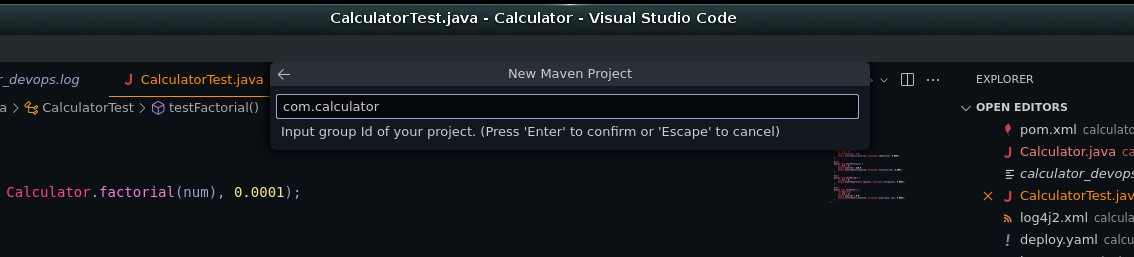 CalculatorTest.java - Calculator - Visual Studio Code
r_devops.log
CalculatorTest.java
a > CalculatorTest > testFactorial()
New Maven Project
com.calculator
Input group Id of your project. (Press 'Enter' to confirm or 'Escape' to cancel)
Calculator.factorial(num), 0.0001);
EXPLORER
OPEN EDITORS
pom.xml calculato
Calculator.java ca
calculator_devops
CalculatorTest.jav
log4j2.xml calcula
deploy.yaml calcu